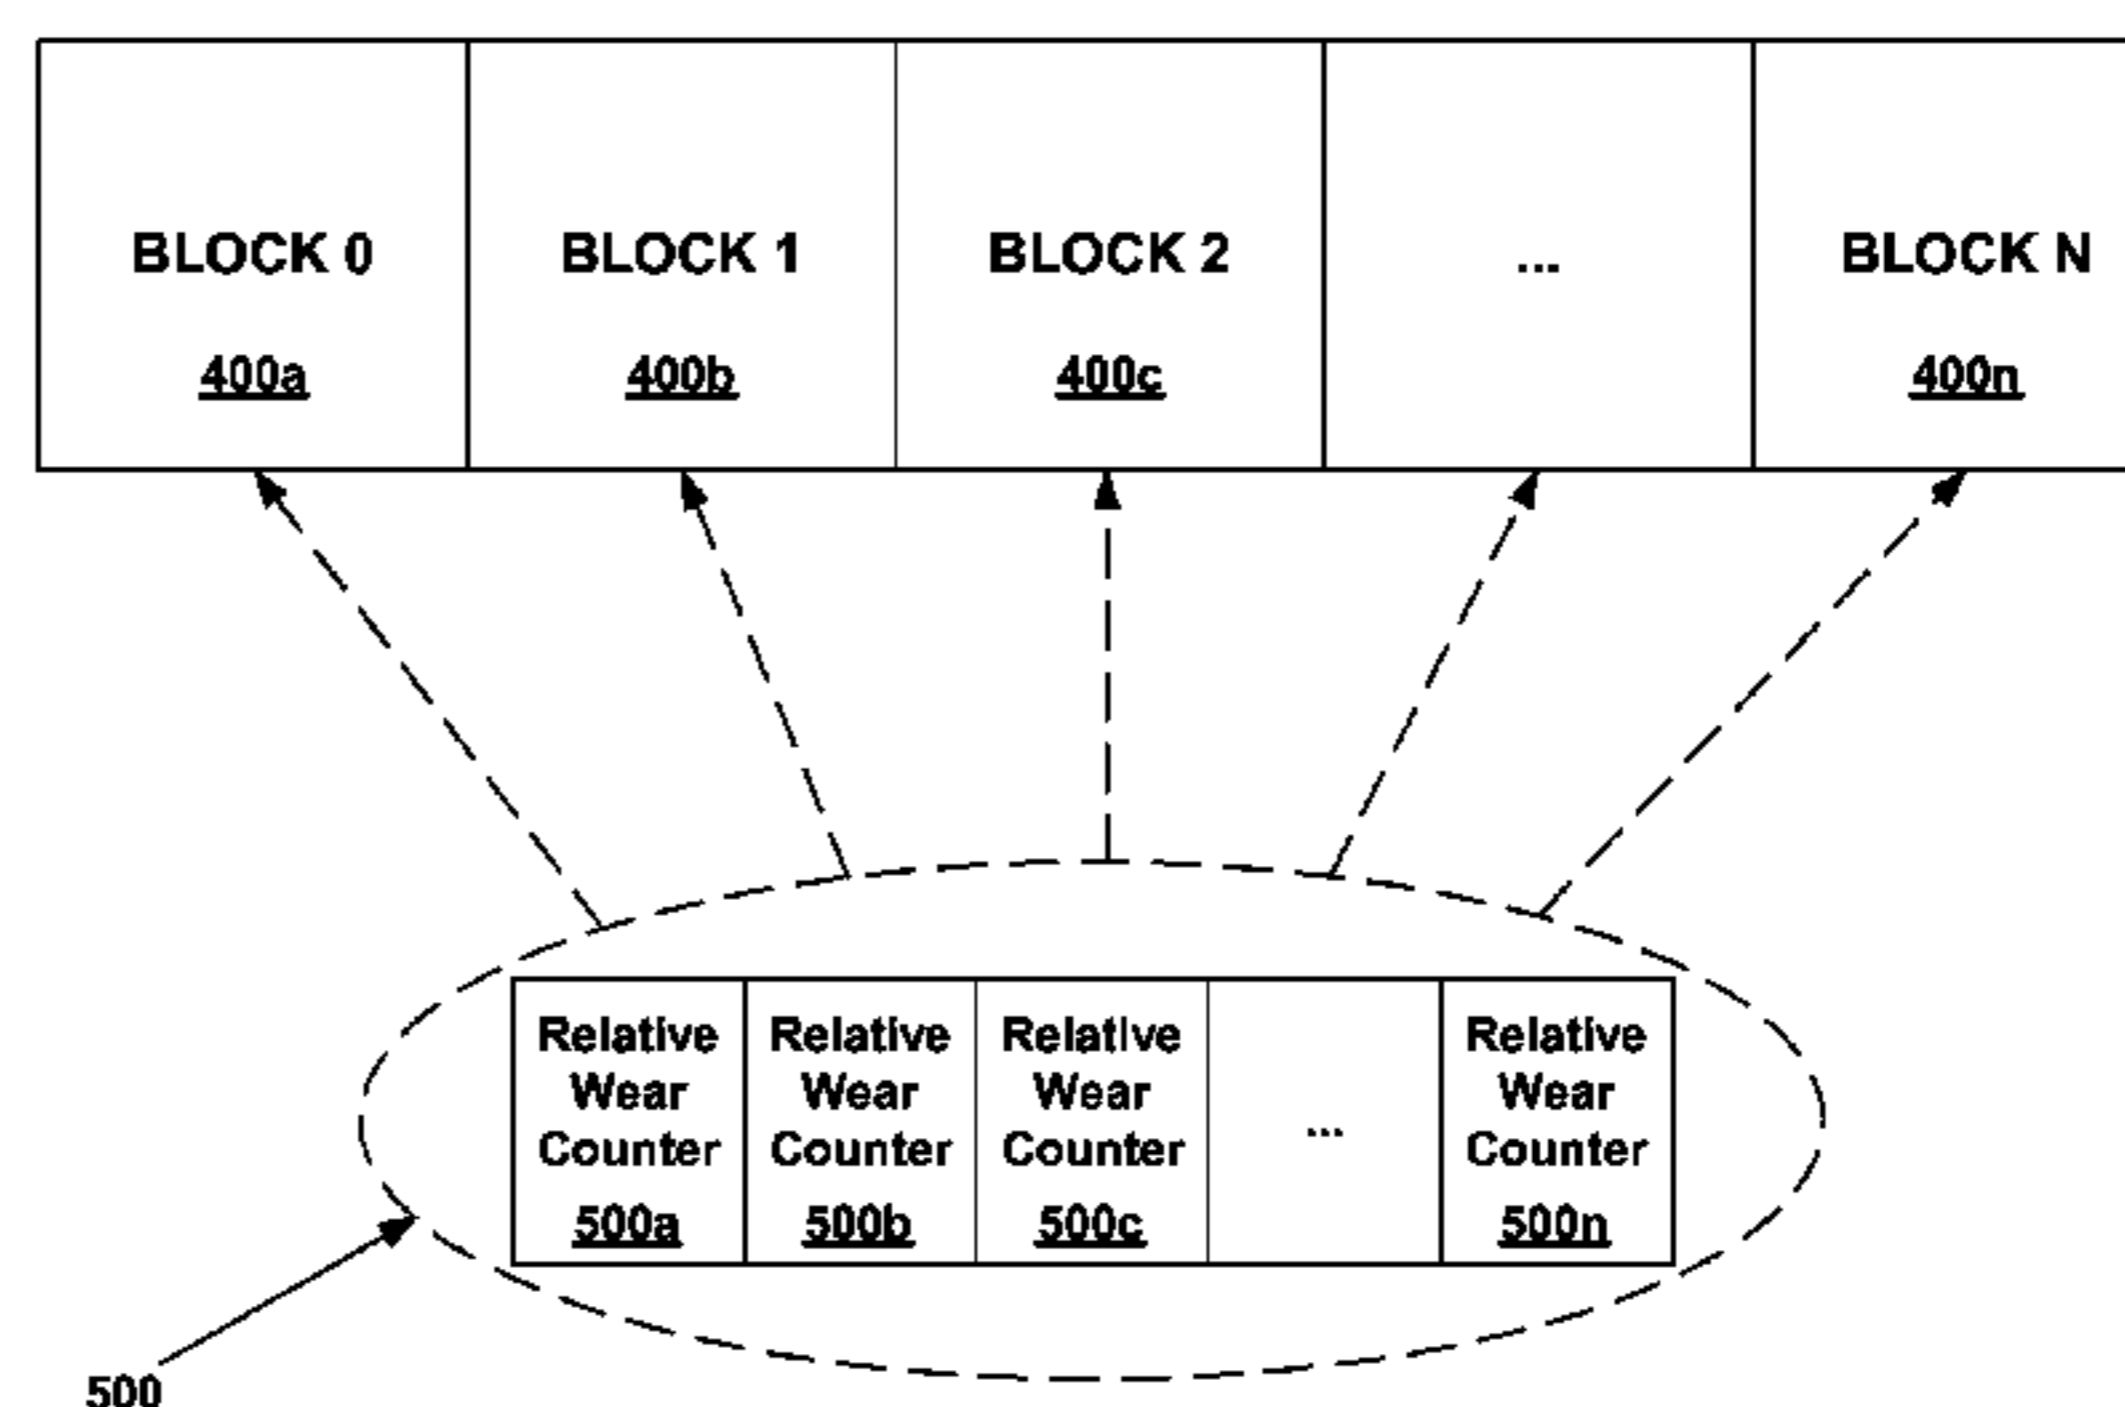 BLOCK 0
400a
BLOCK 1
400b
BLOCK 2
400c
...
BLOCK N
400n
Relative
Wear
Counter
500a
Relative
Wear
Counter
500b
Relative
Wear
Counter
500c
...
Relative
Wear
Counter
500n
500